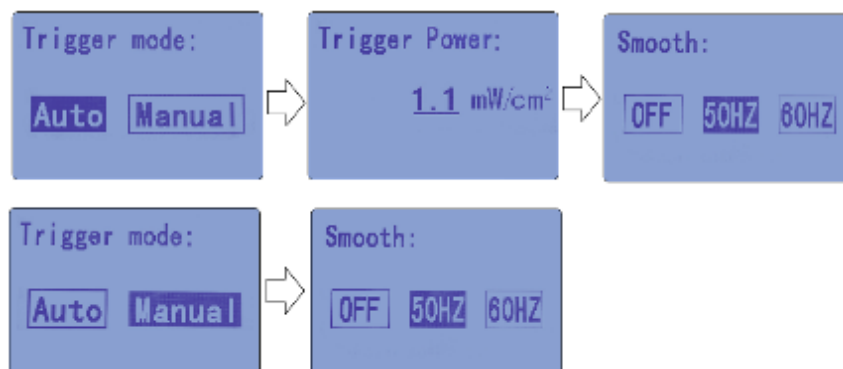 Trigger mode:
Auto Manual
Trigger Power:
1.1 mW/cm²
Smooth:
OFF 50HZ 60HZ
Trigger mode:
Auto Manual
Smooth:
OFF 50HZ 60HZ